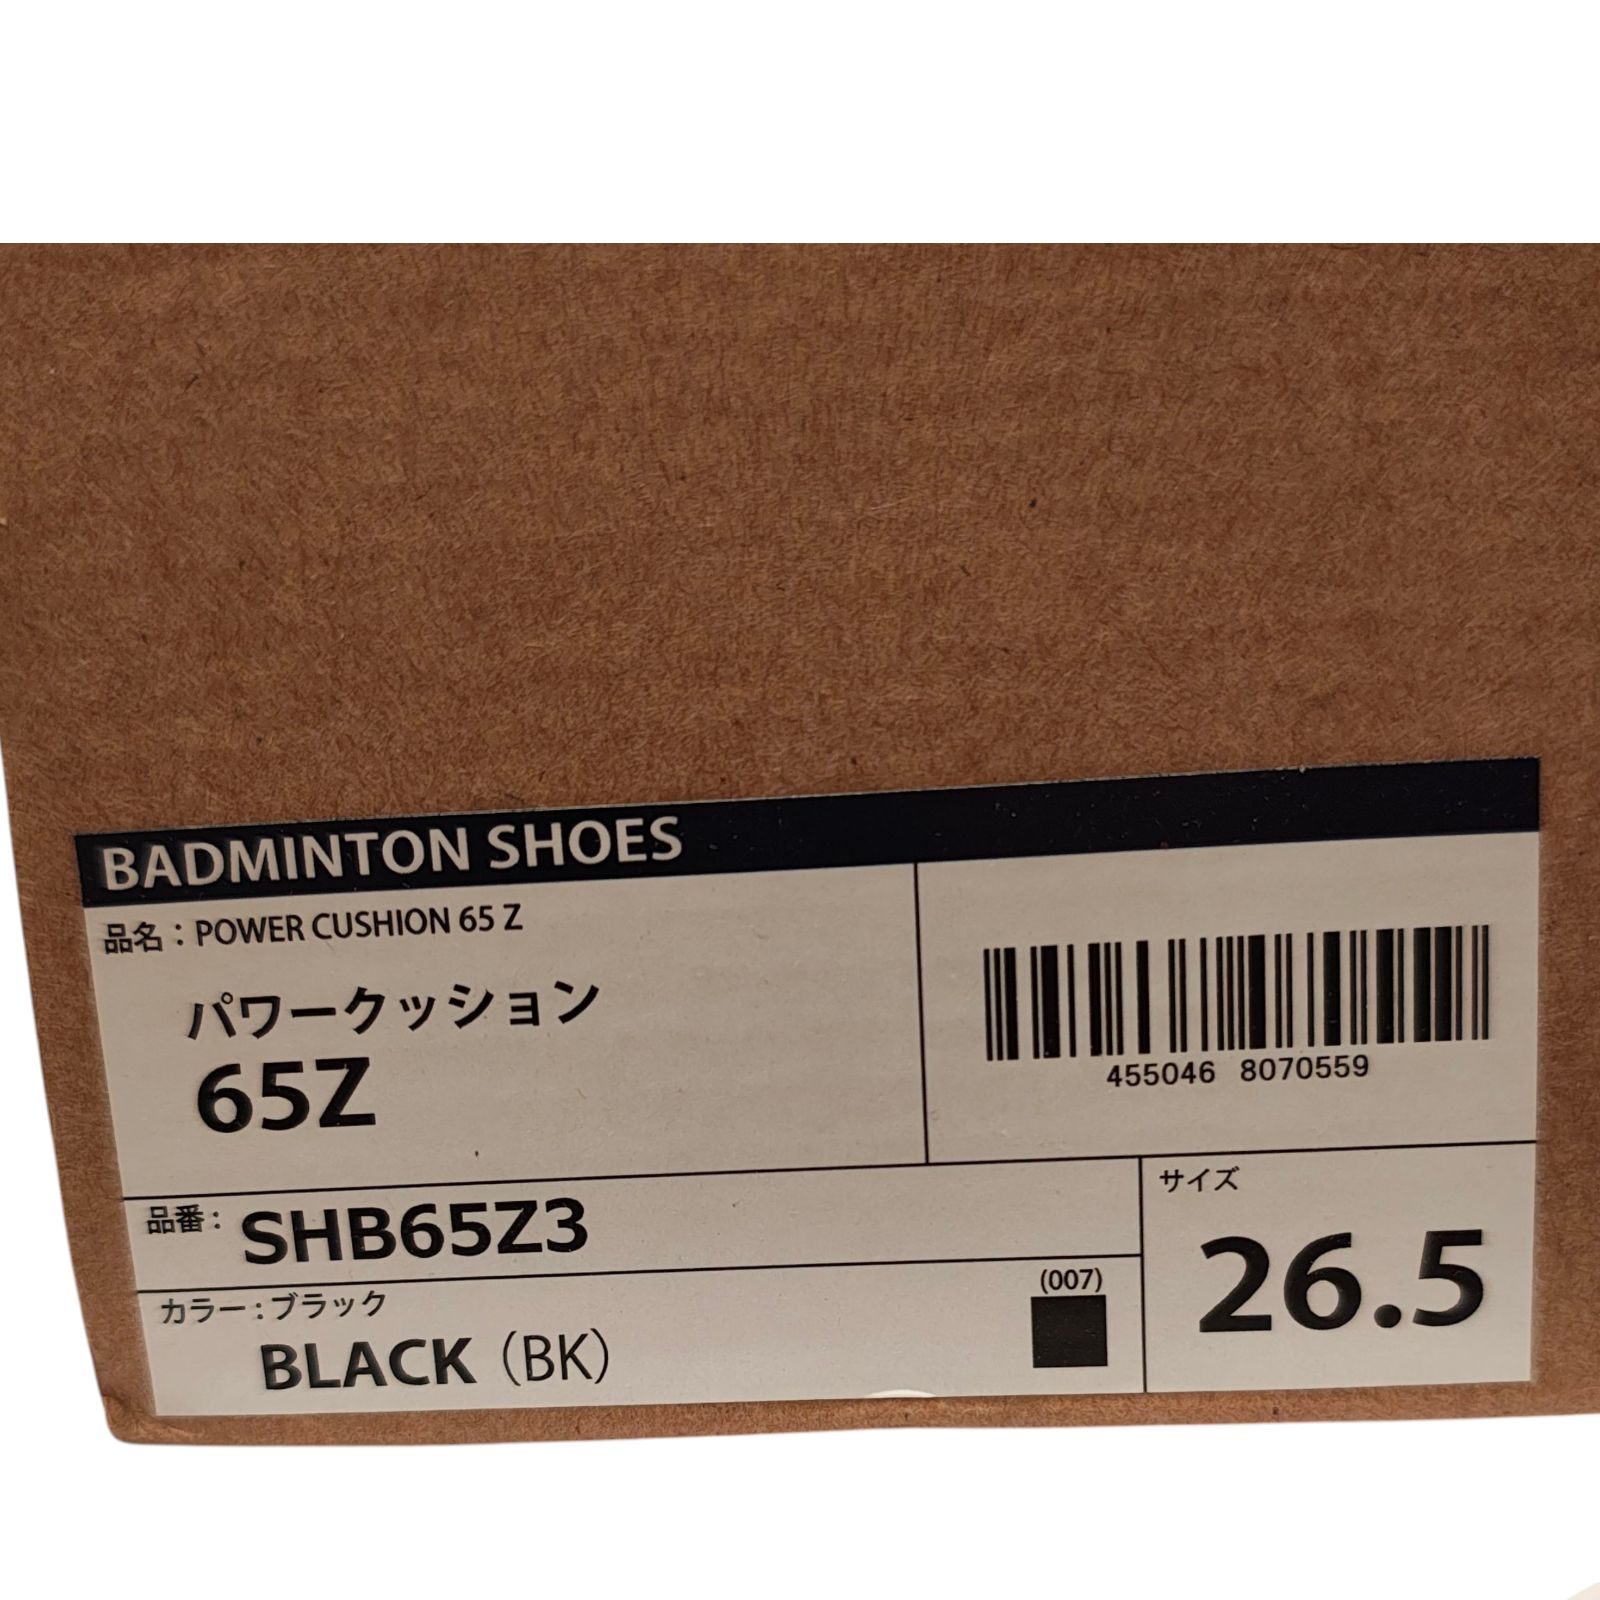 BADMINTON SHOES
品名：POWER CUSHION 65 Z
パワークッション
65Z
455046 8070559
品番：SHB65Z3
サイズ
26.5
カラー：ブラック
(007)
BLACK（BK）